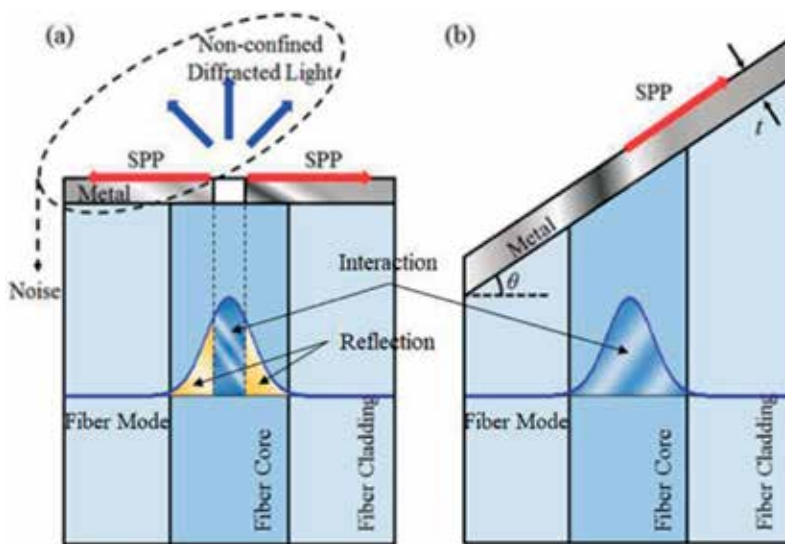 (a)
Non-confined
Diffracted Light
SPP
SPP
Metal
Noise
Interaction
Reflection
Fiber Mode
Fiber Core
Fiber Cladding
(b)
SPP
t
Metal
θ
Fiber Mode
Fiber Core
Fiber Cladding